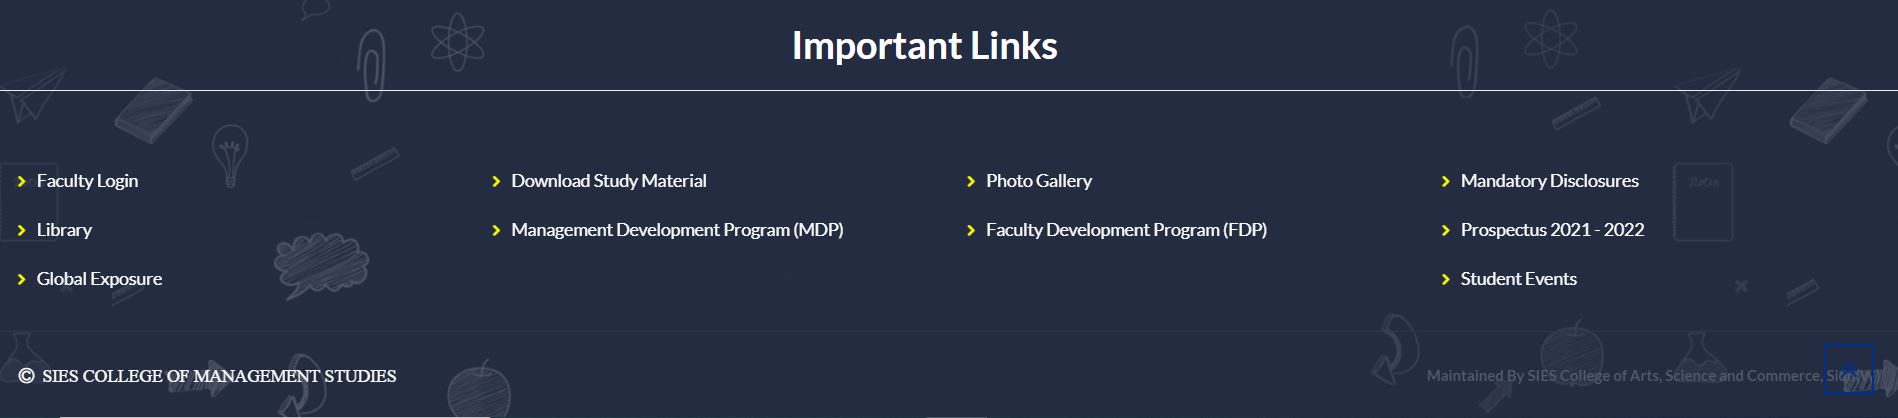 Important Links
Faculty Login
Download Study Material
Photo Gallery
Mandatory Disclosures
Library
Management Development Program (MDP)
Faculty Development Program (FDP)
Prospectus 2021 - 2022
Global Exposure
Student Events
Notes
© SIES COLLEGE OF MANAGEMENT STUDIES
Maintained By SIES College of Arts, Science and Commerce,